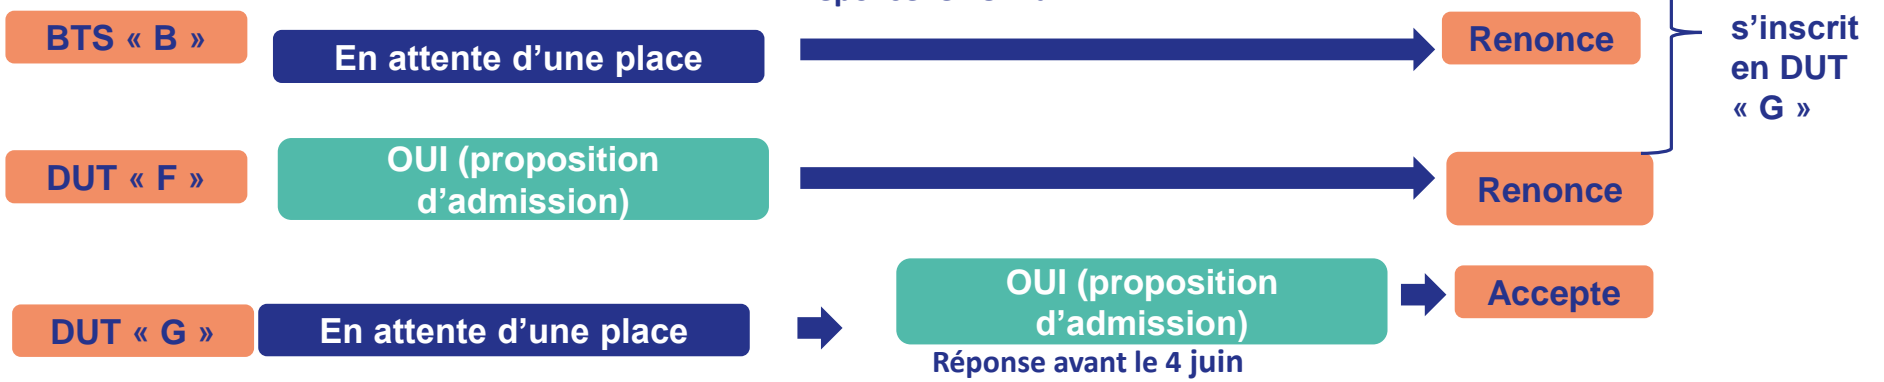 BTS « B »
En attente d’une place
Renonce
s’inscrit
en DUT
« G »
DUT « F »
OUI (proposition
d’admission)
Renonce
DUT « G »
En attente d’une place
OUI (proposition
d’admission)
Réponse avant le 4 juin
Accepte